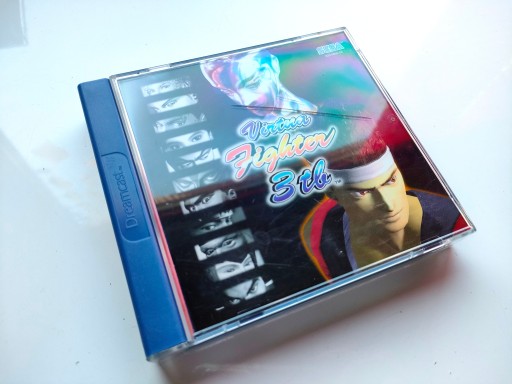 SEGA
Virtua
Fighter
3tb
Dreamcast